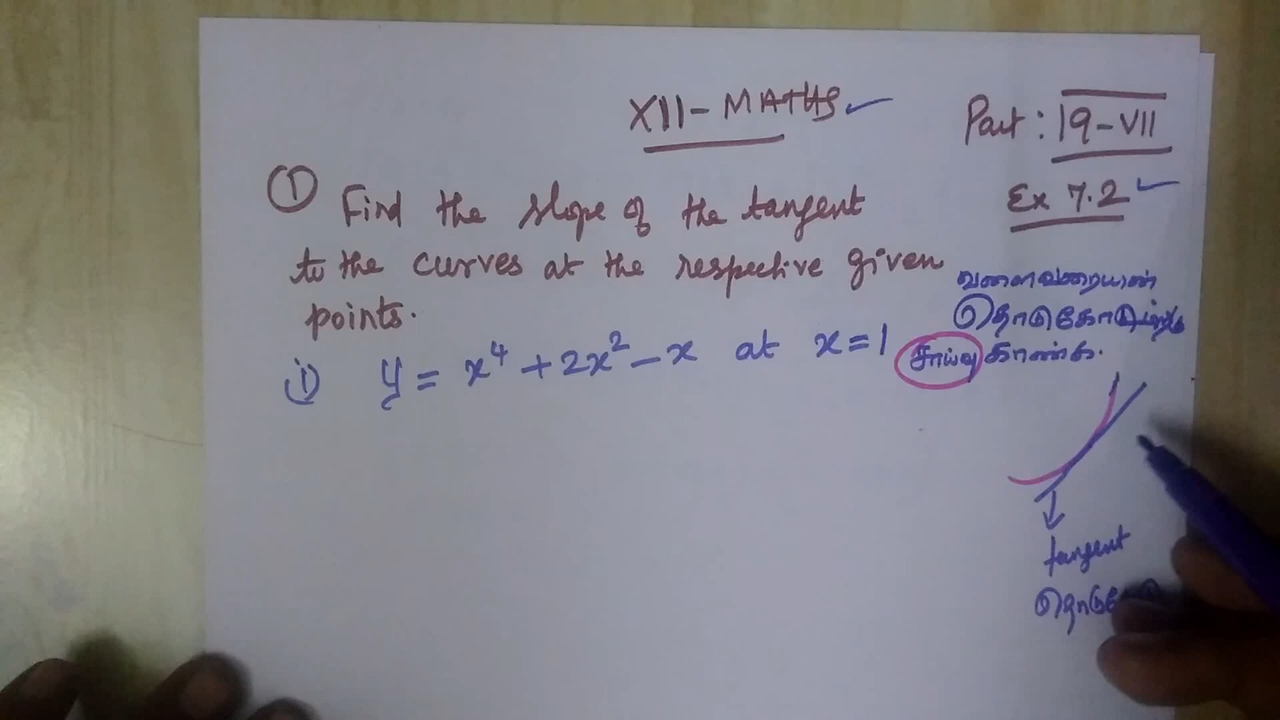 XII-MATHS
Part: 19-VII
Ex 7.2
① Find the slope of the tangent
to the curves at the respective given
points.
i) y = x⁴ + 2x² - x at x = 1
வளைவரையின்
சாய்வு காண்க.
tangent